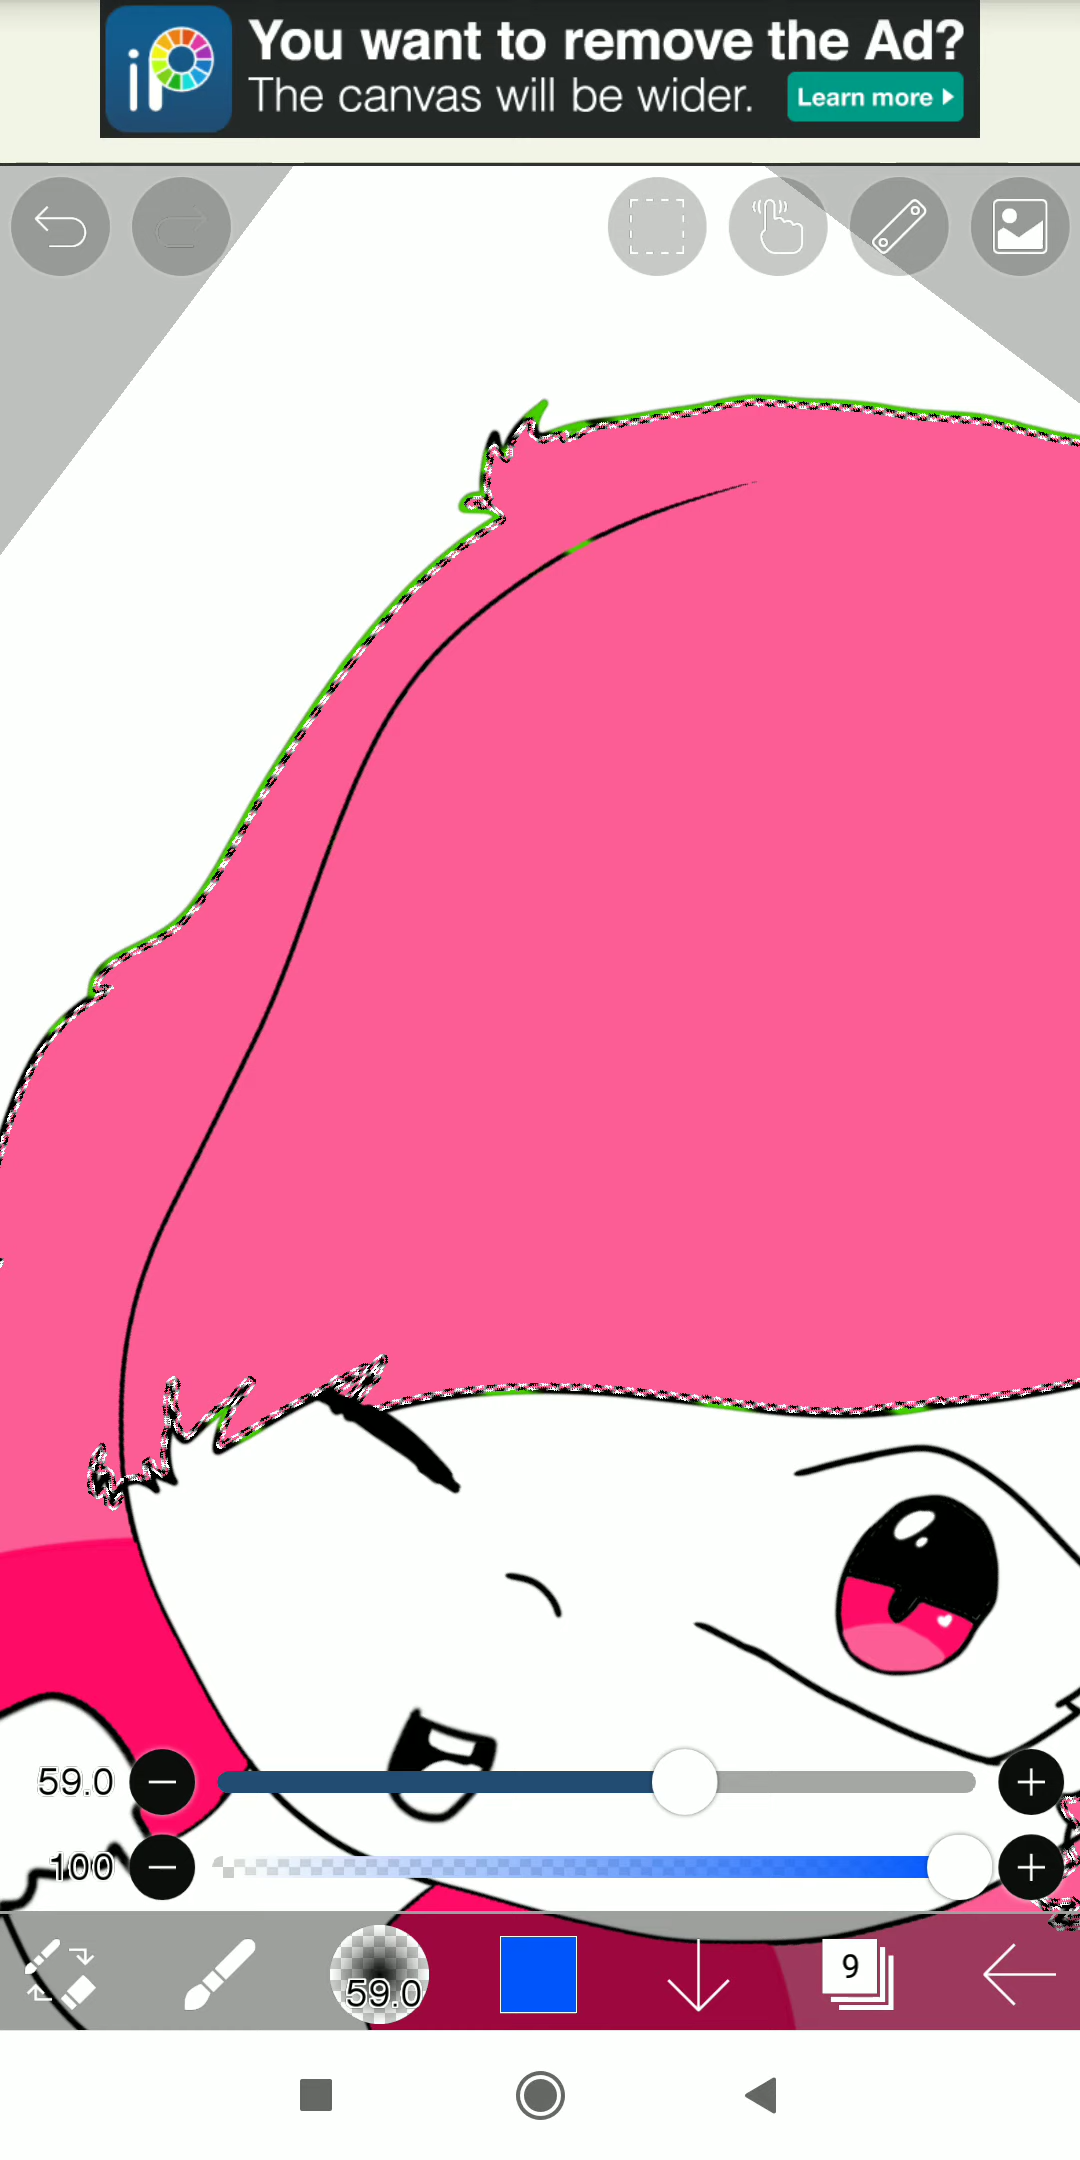 iP
You want to remove the Ad?
The canvas will be wider.
Learn more
59.0
100
59.0
9